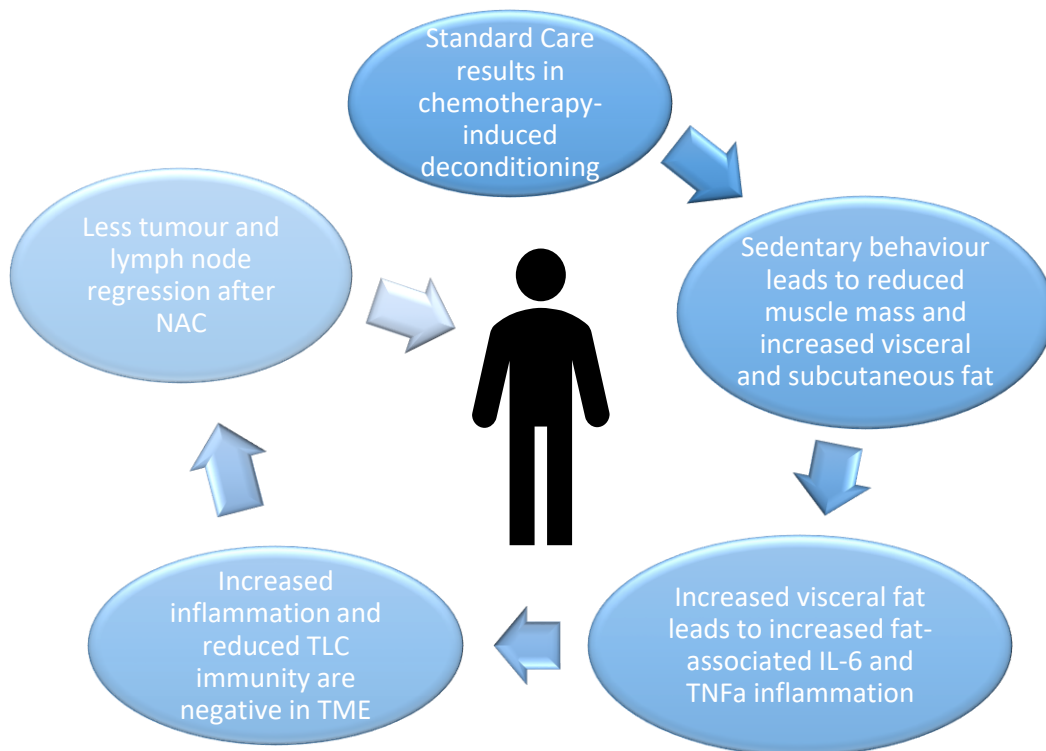 Standard Care
results in
chemotherapy-
induced
deconditioning
Sedentary behaviour
leads to reduced
muscle mass and
increased visceral
and subcutaneous fat
Increased visceral fat
leads to increased fat-
associated IL-6 and
TNFa inflammation
Increased
inflammation and
reduced TLC
immunity are
negative in TME
Less tumour and
lymph node
regression after
NAC